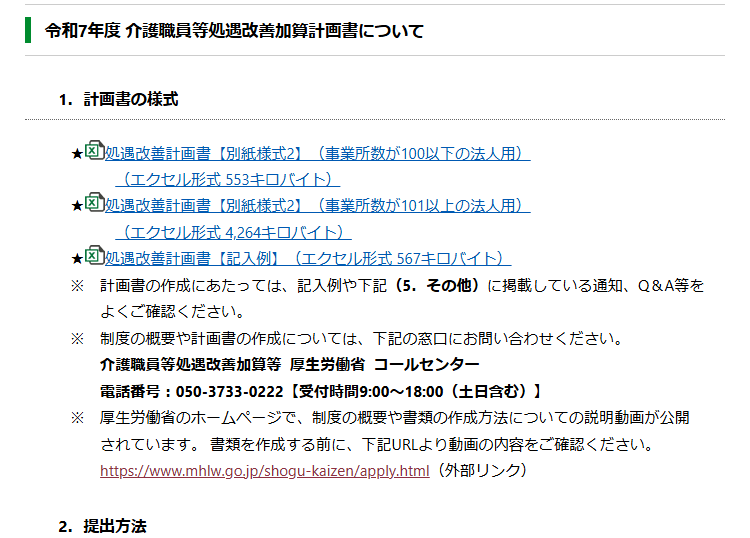 令和7年度 介護職員等処遇改善加算計画書について
1．計画書の様式
★処遇改善計画書【別紙様式2】（事業所数が100以下の法人用）
（エクセル形式 553キロバイト）
★処遇改善計画書【別紙様式2】（事業所数が101以上の法人用）
（エクセル形式 4,264キロバイト）
★処遇改善計画書【記入例】（エクセル形式 567キロバイト）
※　計画書の作成にあたっては、記入例や下記（5．その他）に掲載している通知、Q＆A等を
よくご確認ください。
※　制度の概要や計画書の作成については、下記の窓口にお問い合わせください。
介護職員等処遇改善加算等 厚生労働省 コールセンター
電話番号：050-3733-0222【受付時間9:00～18:00（土日含む）】
※　厚生労働省のホームページで、制度の概要や書類の作成方法についての説明動画が公開
されています。 書類を作成する前に、下記URLより動画の内容をご確認ください。
https://www.mhlw.go.jp/shogu-kaizen/apply.html（外部リンク）
2．提出方法